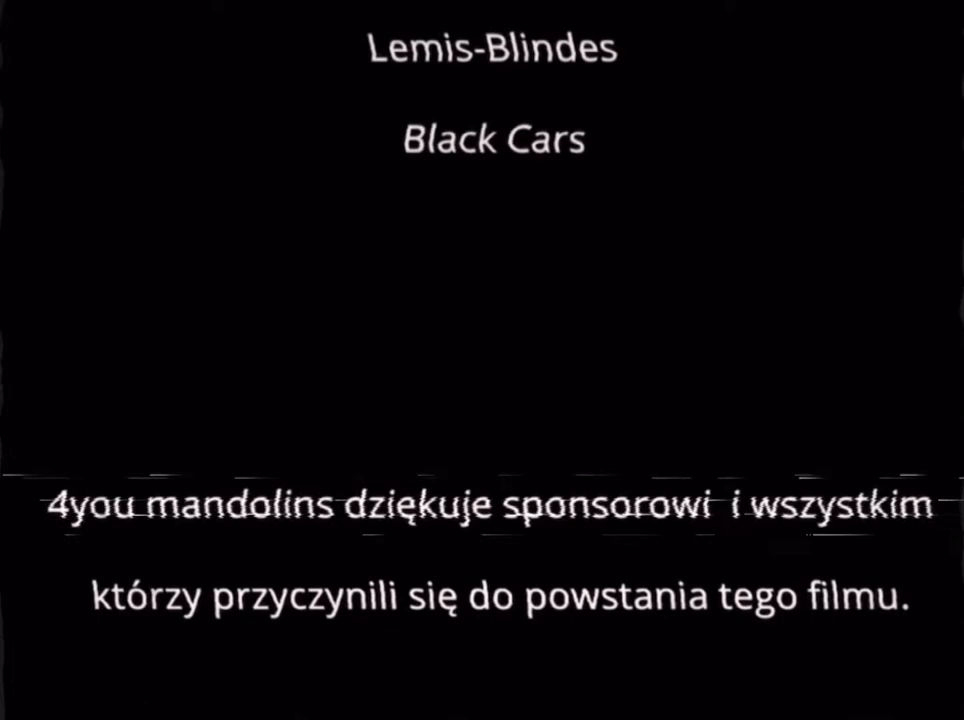 Lemis-Blindes
Black Cars
4you mandolins dziękuje sponsorowi i wszystkim
którzy przyczynili się do powstania tego filmu.